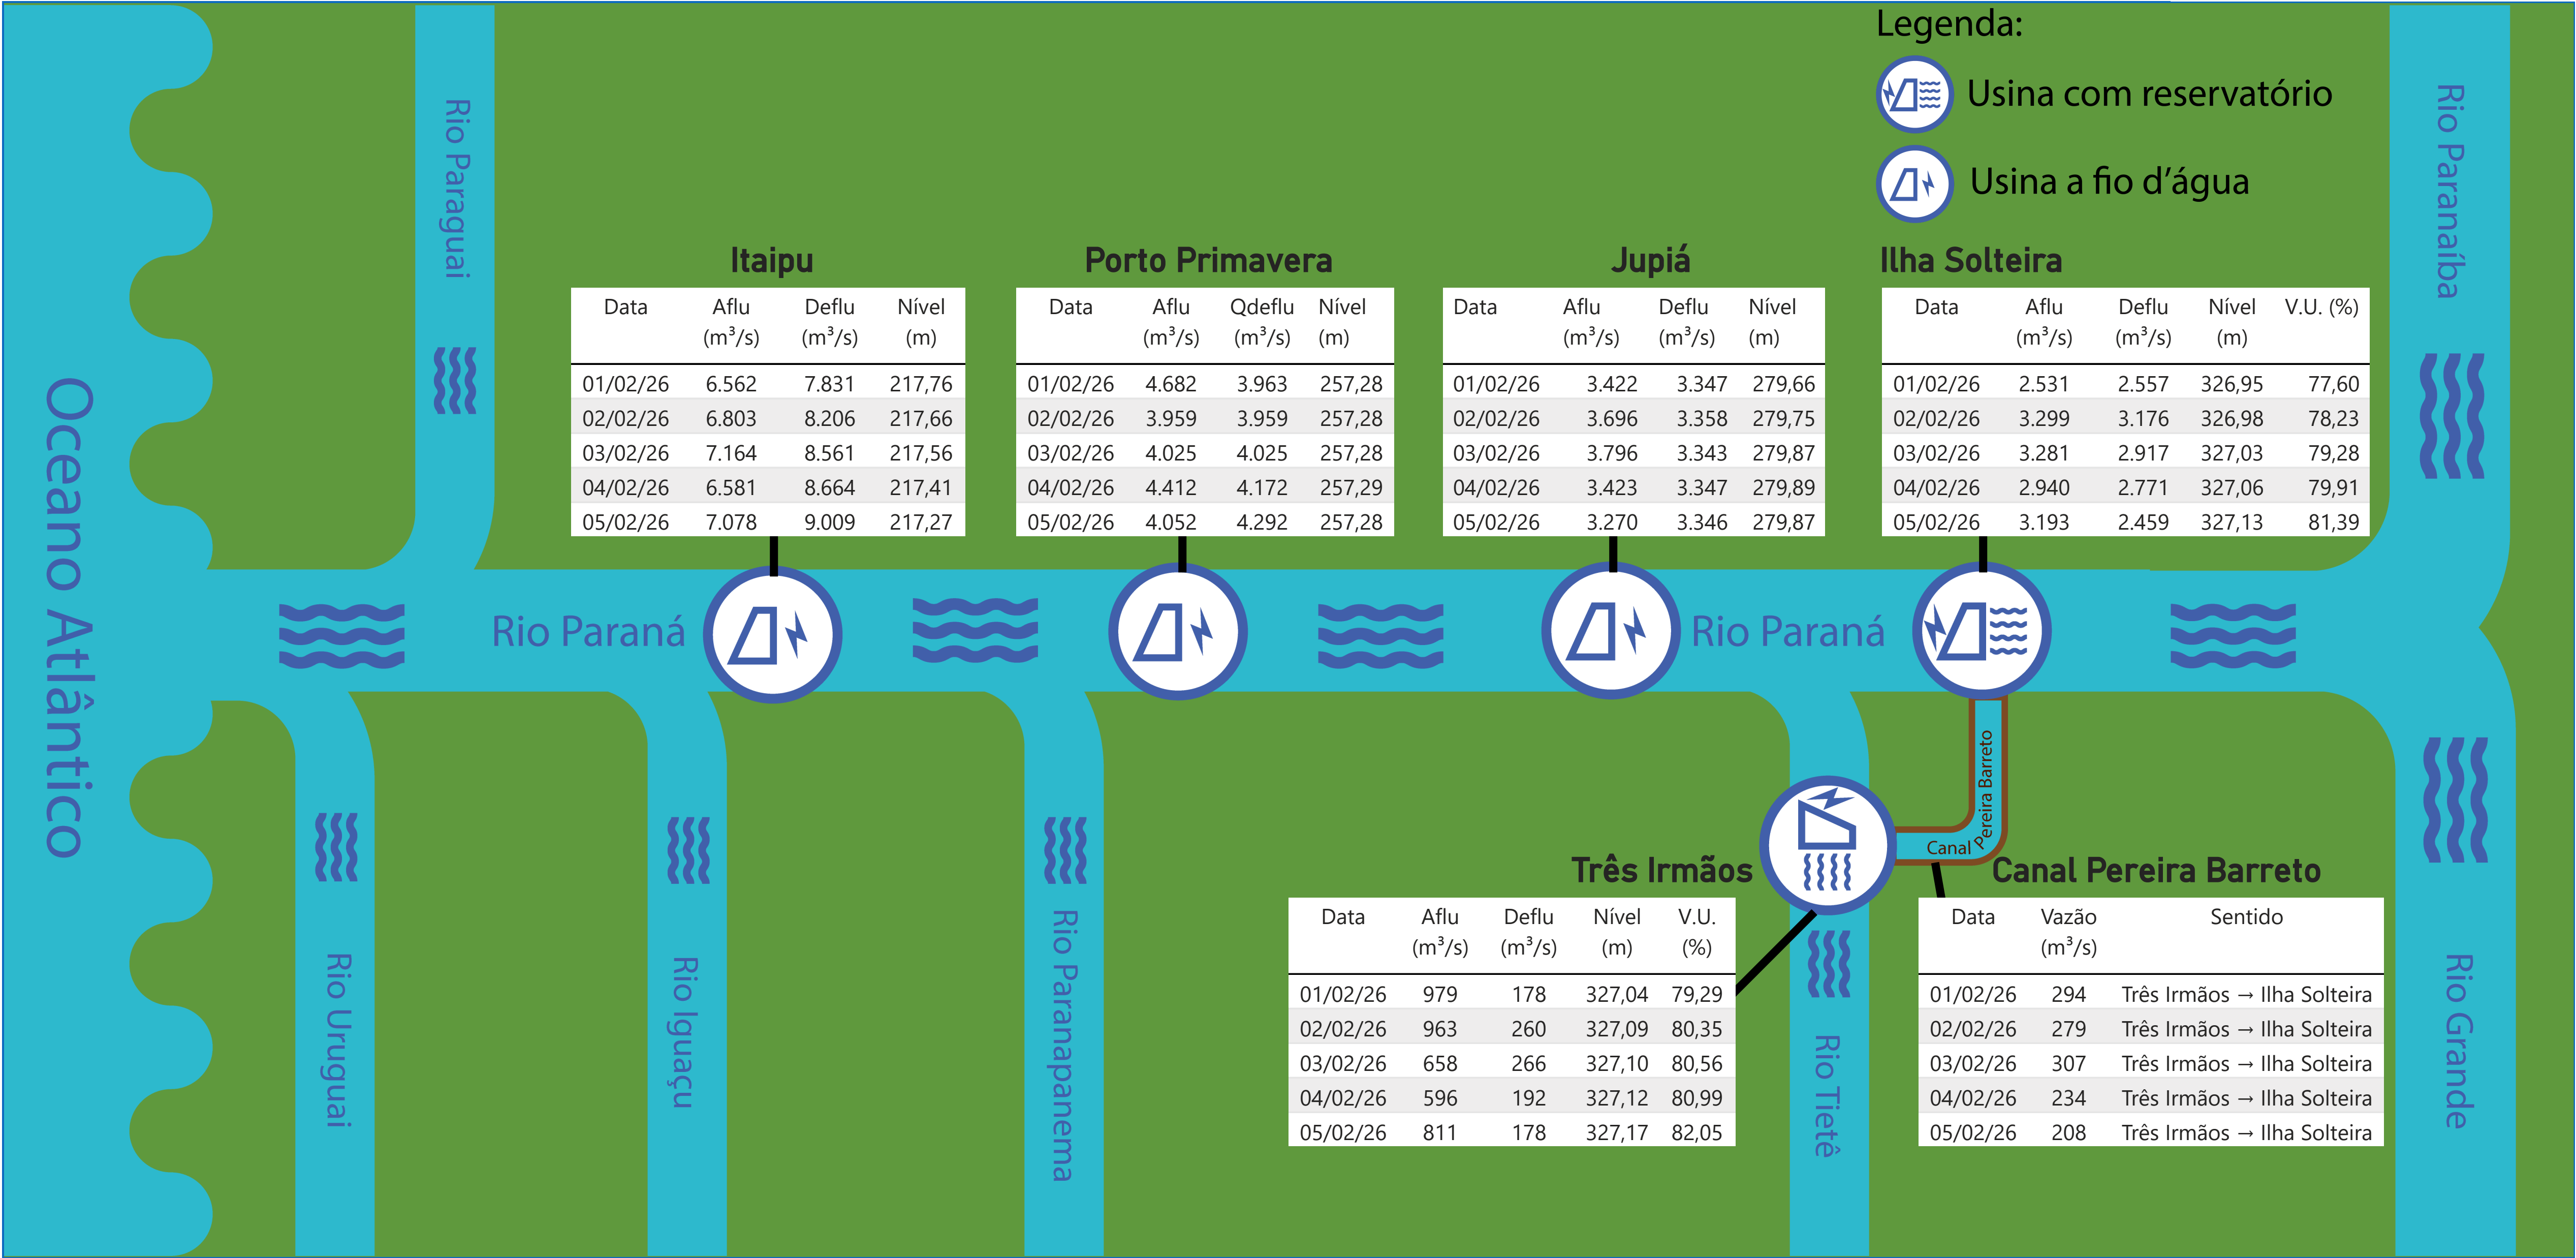 Legenda:
Usina com reservatório
Usina a fio d’água
Oceano Atlântico
Rio Paraguai
Rio Paranaíba
Itaipu
Data Aflu (m³/s) Deflu (m³/s) Nível (m)
01/02/26 6.562 7.831 217,76
02/02/26 6.803 8.206 217,66
03/02/26 7.164 8.561 217,56
04/02/26 6.581 8.664 217,41
05/02/26 7.078 9.009 217,27
Porto Primavera
Data Aflu (m³/s) Qdeflu (m³/s) Nível (m)
01/02/26 4.682 3.963 257,28
02/02/26 3.959 3.959 257,28
03/02/26 4.025 4.025 257,28
04/02/26 4.412 4.172 257,29
05/02/26 4.052 4.292 257,28
Jupiá
Data Aflu (m³/s) Deflu (m³/s) Nível (m)
01/02/26 3.422 3.347 279,66
02/02/26 3.696 3.358 279,75
03/02/26 3.796 3.343 279,87
04/02/26 3.423 3.347 279,89
05/02/26 3.270 3.346 279,87
Ilha Solteira
Data Aflu (m³/s) Deflu (m³/s) Nível (m) V.U. (%)
01/02/26 2.531 2.557 326,95 77,60
02/02/26 3.299 3.176 326,98 78,23
03/02/26 3.281 2.917 327,03 79,28
04/02/26 2.940 2.771 327,06 79,91
05/02/26 3.193 2.459 327,13 81,39
Rio Paraná
Rio Paraná
Canal Pereira Barreto
Três Irmãos
Data Aflu (m³/s) Deflu (m³/s) Nível (m) V.U. (%)
01/02/26 979 178 327,04 79,29
02/02/26 963 260 327,09 80,35
03/02/26 658 266 327,10 80,56
04/02/26 596 192 327,12 80,99
05/02/26 811 178 327,17 82,05
Canal Pereira Barreto
Data Vazão (m³/s) Sentido
01/02/26 294 Três Irmãos → Ilha Solteira
02/02/26 279 Três Irmãos → Ilha Solteira
03/02/26 307 Três Irmãos → Ilha Solteira
04/02/26 234 Três Irmãos → Ilha Solteira
05/02/26 208 Três Irmãos → Ilha Solteira
Rio Uruguai
Rio Iguaçu
Rio Paranapanema
Rio Tietê
Rio Grande